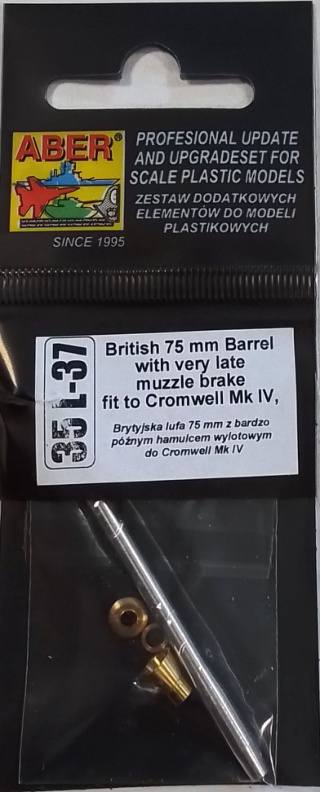 ABER®
SINCE 1995
PROFESIONAL UPDATE
AND UPGRADESET FOR
SCALE PLASTIC MODELS
ZESTAW DODATKOWYCH
ELEMENTÓW DO MODELI
PLASTIKOWYCH
35 L-37
British 75 mm Barrel
with very late
muzzle brake
fit to Cromwell Mk IV,
Brytyjska lufa 75 mm z bardzo
późnym hamulcem wylotowym
do Cromwell Mk IV